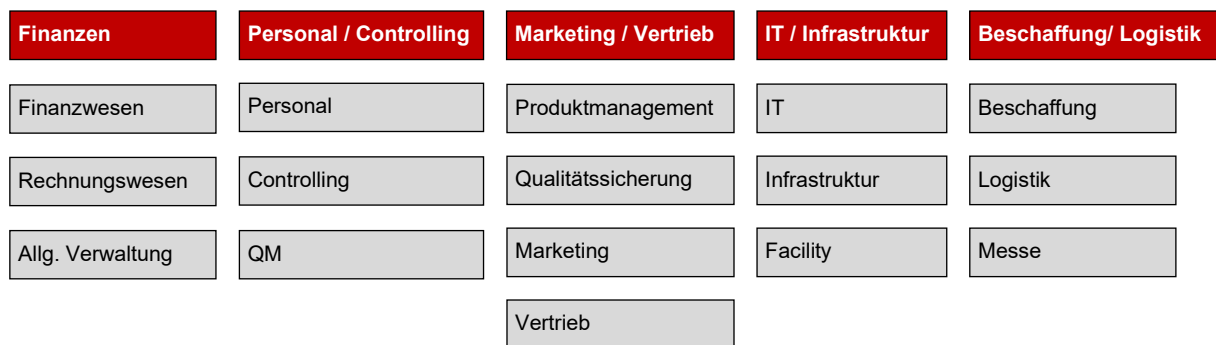 Finanzen
Personal / Controlling
Marketing / Vertrieb
IT / Infrastruktur
Beschaffung/ Logistik
Finanzwesen
Personal
Produktmanagement
IT
Beschaffung
Rechnungswesen
Controlling
Qualitätssicherung
Infrastruktur
Logistik
Allg. Verwaltung
QM
Marketing
Facility
Messe
Vertrieb